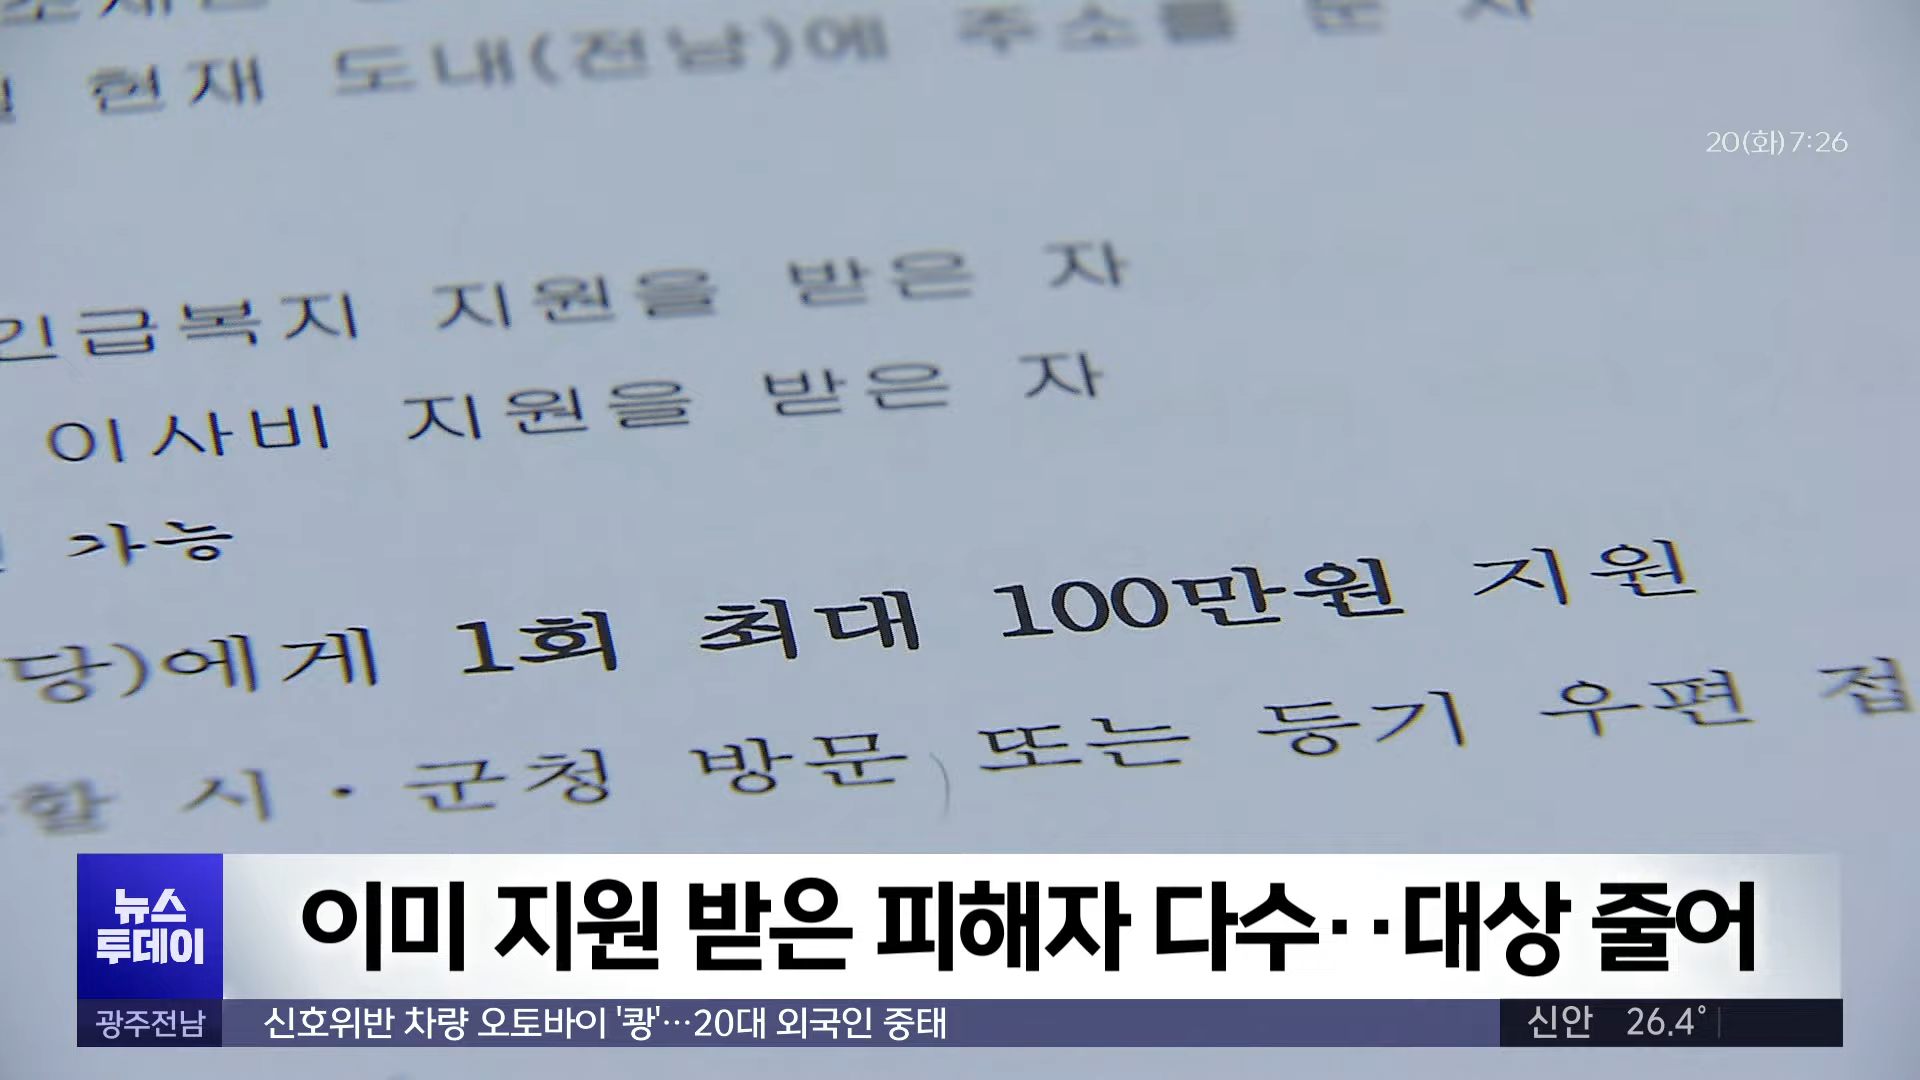 현재 도내(전남)에 주소를 둔 자
20(화) 7:26
긴급복지 지원을 받은 자
이사비 지원을 받은 자
가능
당)에게 1회 최대 100만원 지원
할 시·군청 방문 또는 등기 우편 접
뉴스
투데이
이미 지원 받은 피해자 다수‥대상 줄어
광주전남
신호위반 차량 오토바이 '쾅'…20대 외국인 중태
신안 26.4°